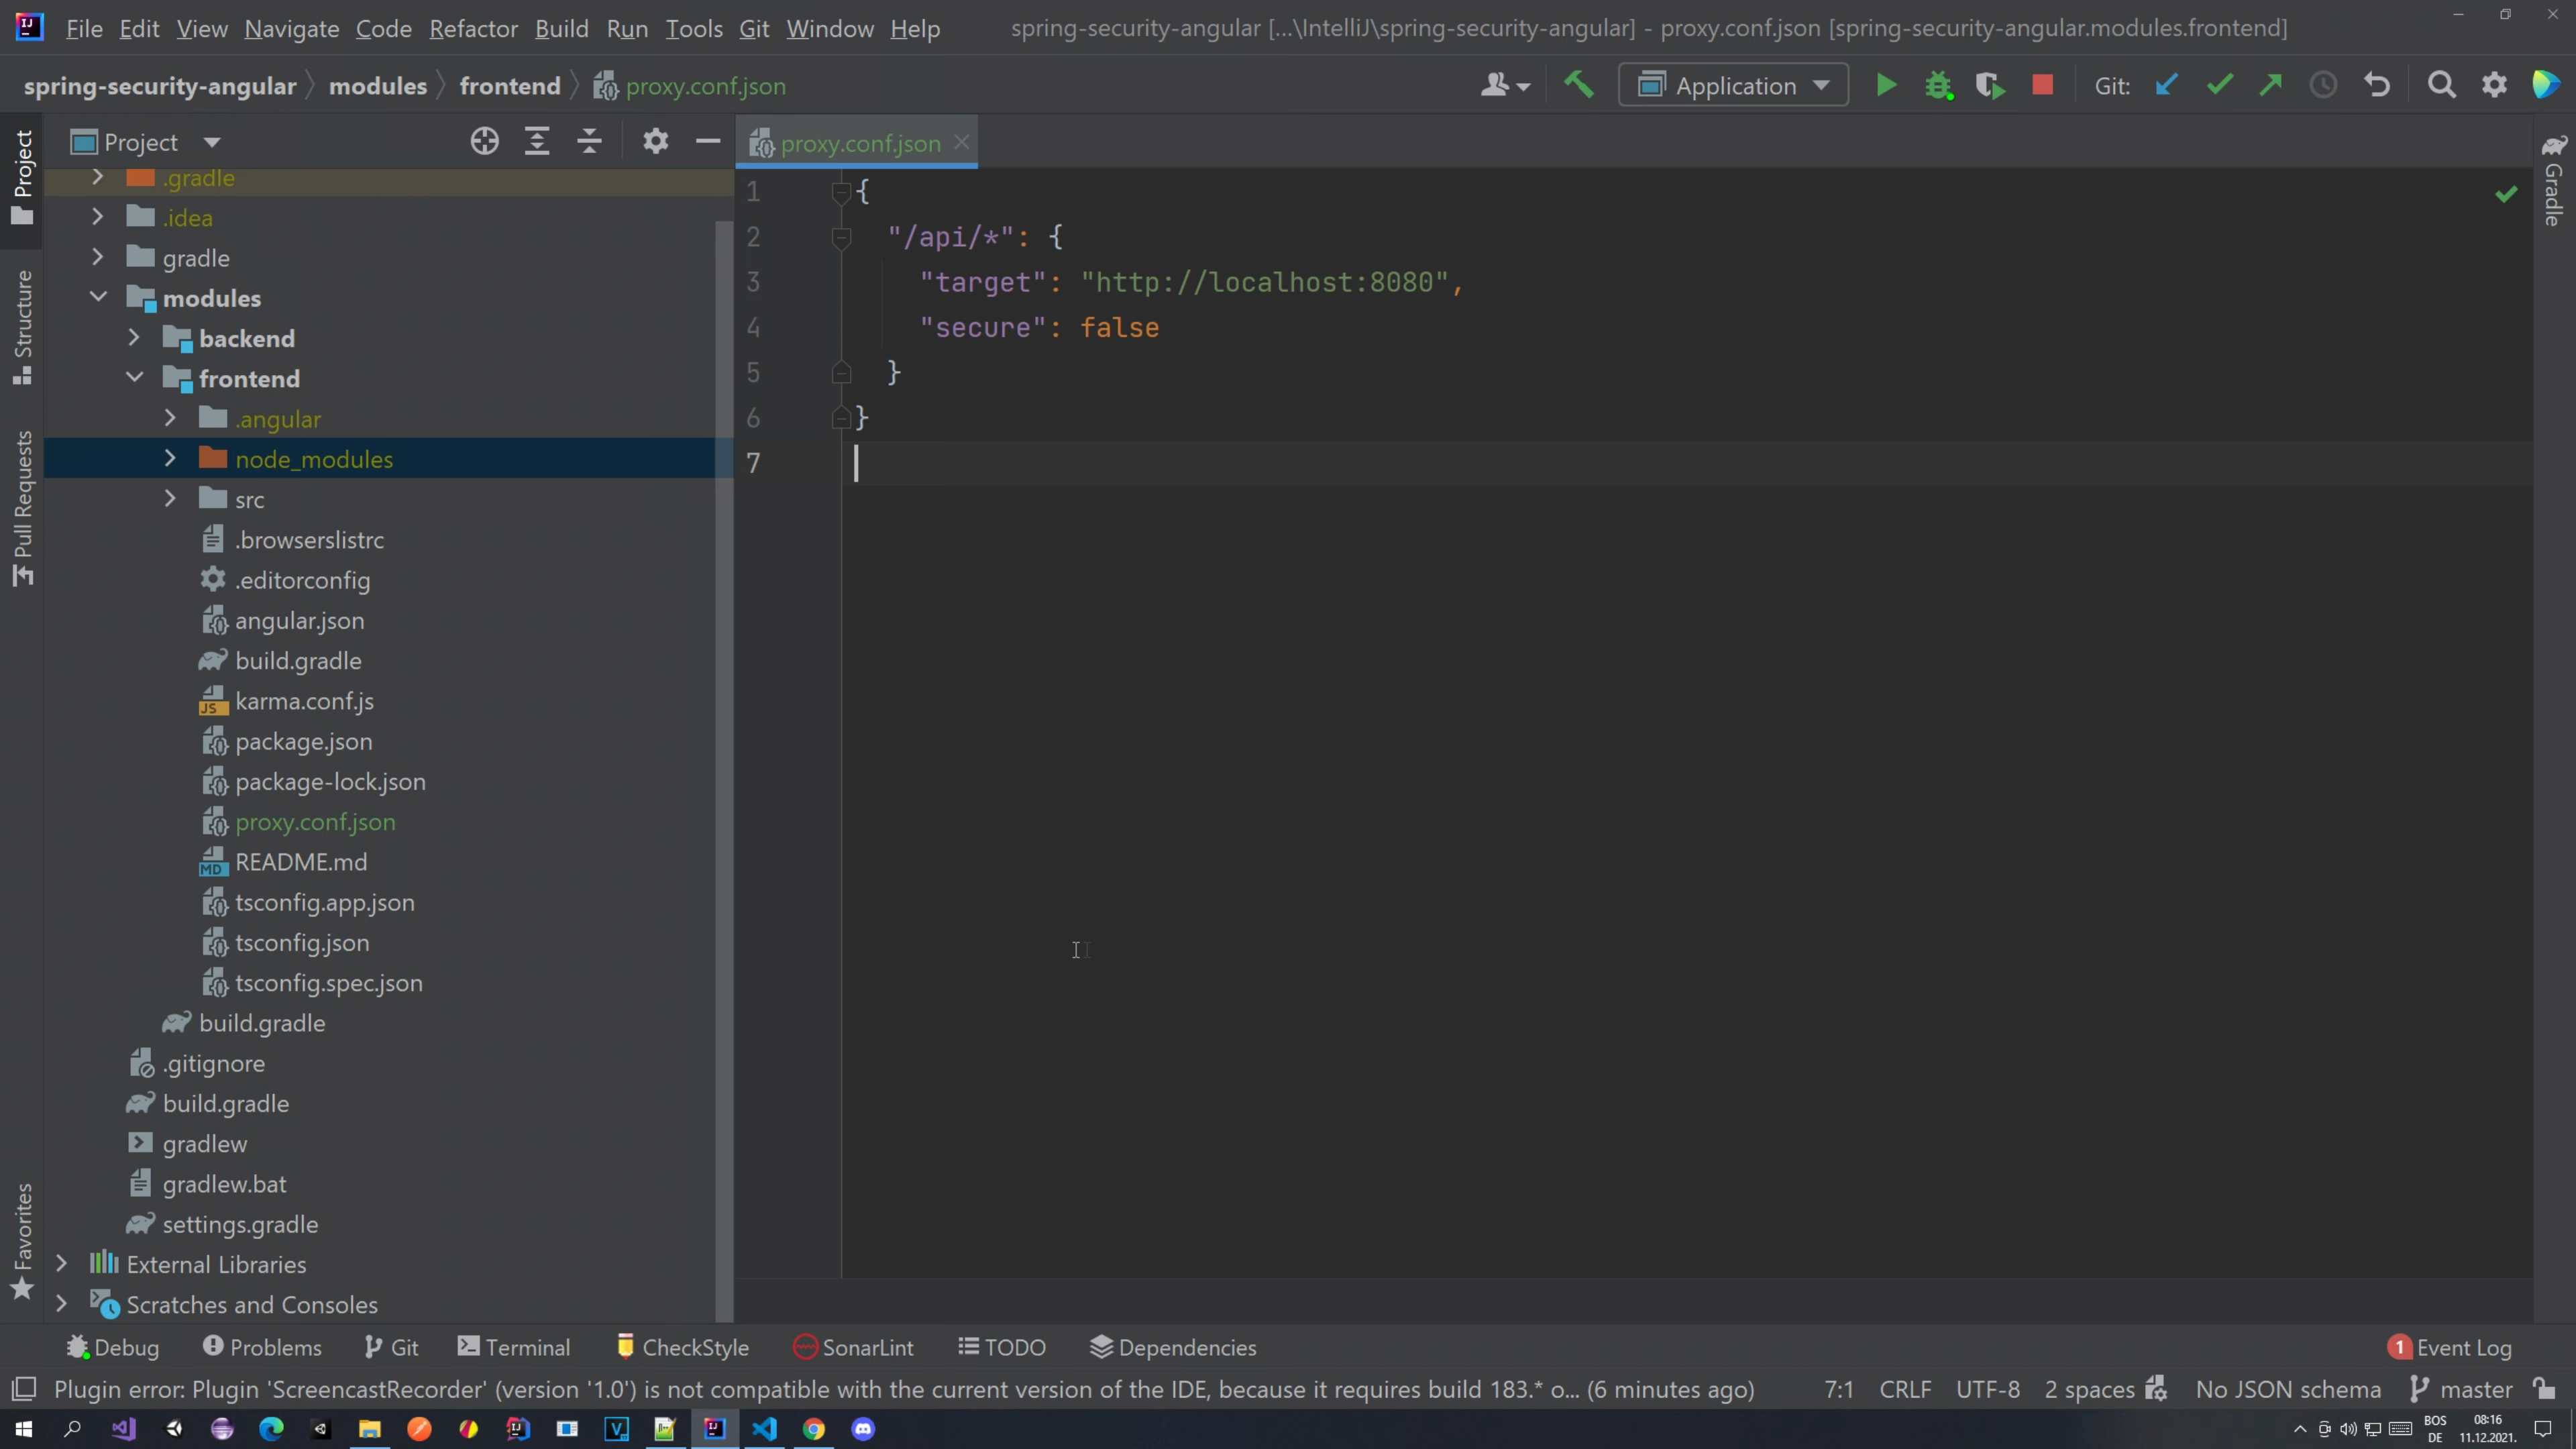 File Edit View Navigate Code Refactor Build Run Tools Git Window Help spring-security-angular [...\IntelliJ\spring-security-angular] - proxy.conf.json [spring-security-angular.modules.frontend]
spring-security-angular modules frontend proxy.conf.json Application Git:
Project
proxy.conf.json
.gradle
.idea
gradle
modules
backend
frontend
.angular
node_modules
src
.browserslistrc
.editorconfig
angular.json
build.gradle
karma.conf.js
package.json
package-lock.json
proxy.conf.json
README.md
tsconfig.app.json
tsconfig.json
tsconfig.spec.json
build.gradle
.gitignore
build.gradle
gradlew
gradlew.bat
settings.gradle
External Libraries
Scratches and Consoles
1 {
2 "/api/*": {
3 "target": "http://localhost:8080",
4 "secure": false
5 }
6 }
7
Project
Structure
Pull Requests
Favorites
Gradle
Debug Problems Git Terminal CheckStyle SonarLint TODO Dependencies 1 Event Log
Plugin error: Plugin 'ScreencastRecorder' (version '1.0') is not compatible with the current version of the IDE, because it requires build 183.* o... (6 minutes ago) 7:1 CRLF UTF-8 2 spaces No JSON schema master
BOS 08:16
DE 11.12.2021.